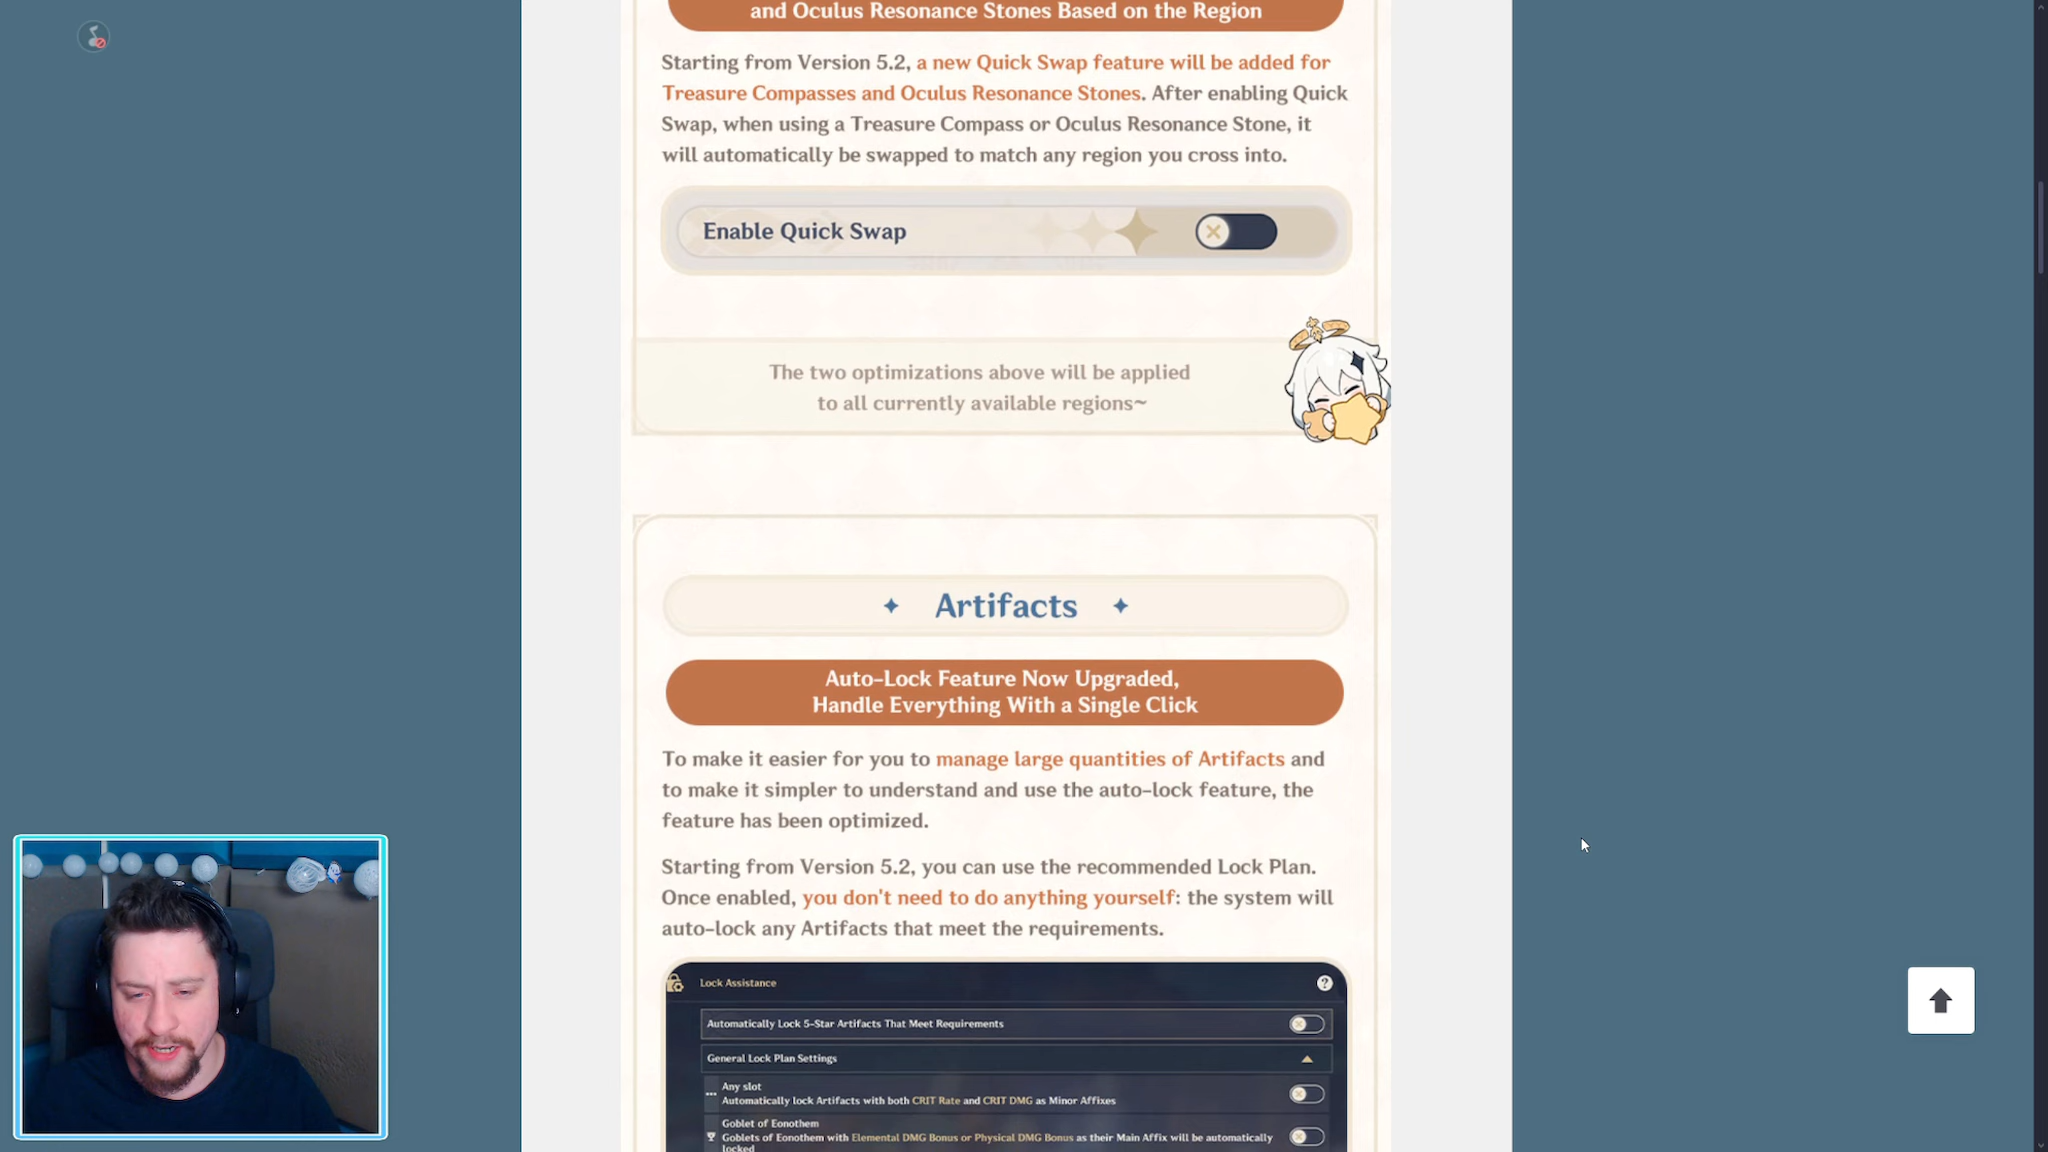 and Oculus Resonance Stones Based on the Region
Starting from Version 5.2, a new Quick Swap feature will be added for
Treasure Compasses and Oculus Resonance Stones. After enabling Quick
Swap, when using a Treasure Compass or Oculus Resonance Stone, it
will automatically be swapped to match any region you cross into.
Enable Quick Swap
The two optimizations above will be applied
to all currently available regions~
Artifacts
Auto-Lock Feature Now Upgraded,
Handle Everything With a Single Click
To make it easier for you to manage large quantities of Artifacts and
to make it simpler to understand and use the auto-lock feature, the
feature has been optimized.
Starting from Version 5.2, you can use the recommended Lock Plan.
Once enabled, you don't need to do anything yourself: the system will
auto-lock any Artifacts that meet the requirements.
Lock Assistance
?
Automatically Lock 5-Star Artifacts That Meet Requirements
General Lock Plan Settings
Any slot
Automatically lock Artifacts with both CRIT Rate and CRIT DMG as Minor Affixes
Goblet of Eonothem
Goblets of Eonothem with Elemental DMG Bonus or Physical DMG Bonus as their Main Affix will be automatically
locked